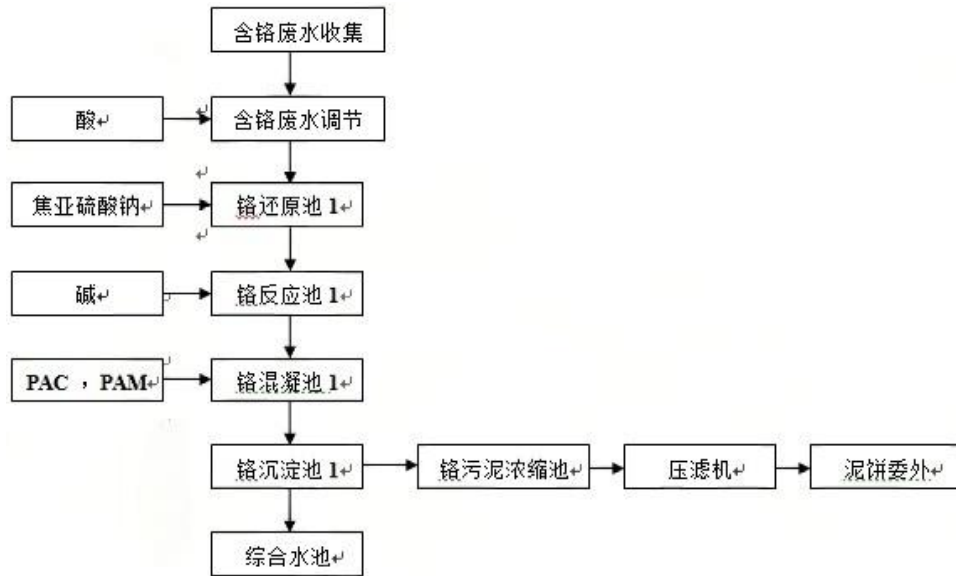 含铬废水收集
酸
含铬废水调节
焦亚硫酸钠
铬还原池 1
碱
铬反应池 1
PAC ，PAM
铬混凝池 1
铬沉淀池 1
铬污泥浓缩池
压滤机
泥饼委外
综合水池